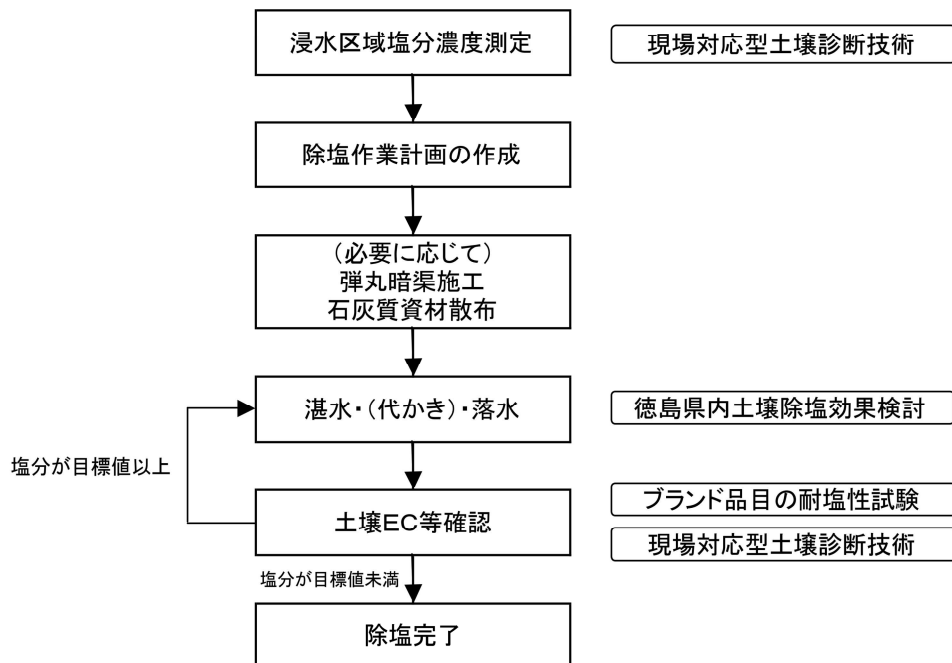 浸水区域塩分濃度測定
現場対応型土壌診断技術
除塩作業計画の作成
(必要に応じて)
弾丸暗渠施工
石灰質資材散布
湛水・(代かき)・落水
徳島県内土壌除塩効果検討
塩分が目標値以上
ブランド品目の耐塩性試験
土壌EC等確認
現場対応型土壌診断技術
塩分が目標値未満
除塩完了